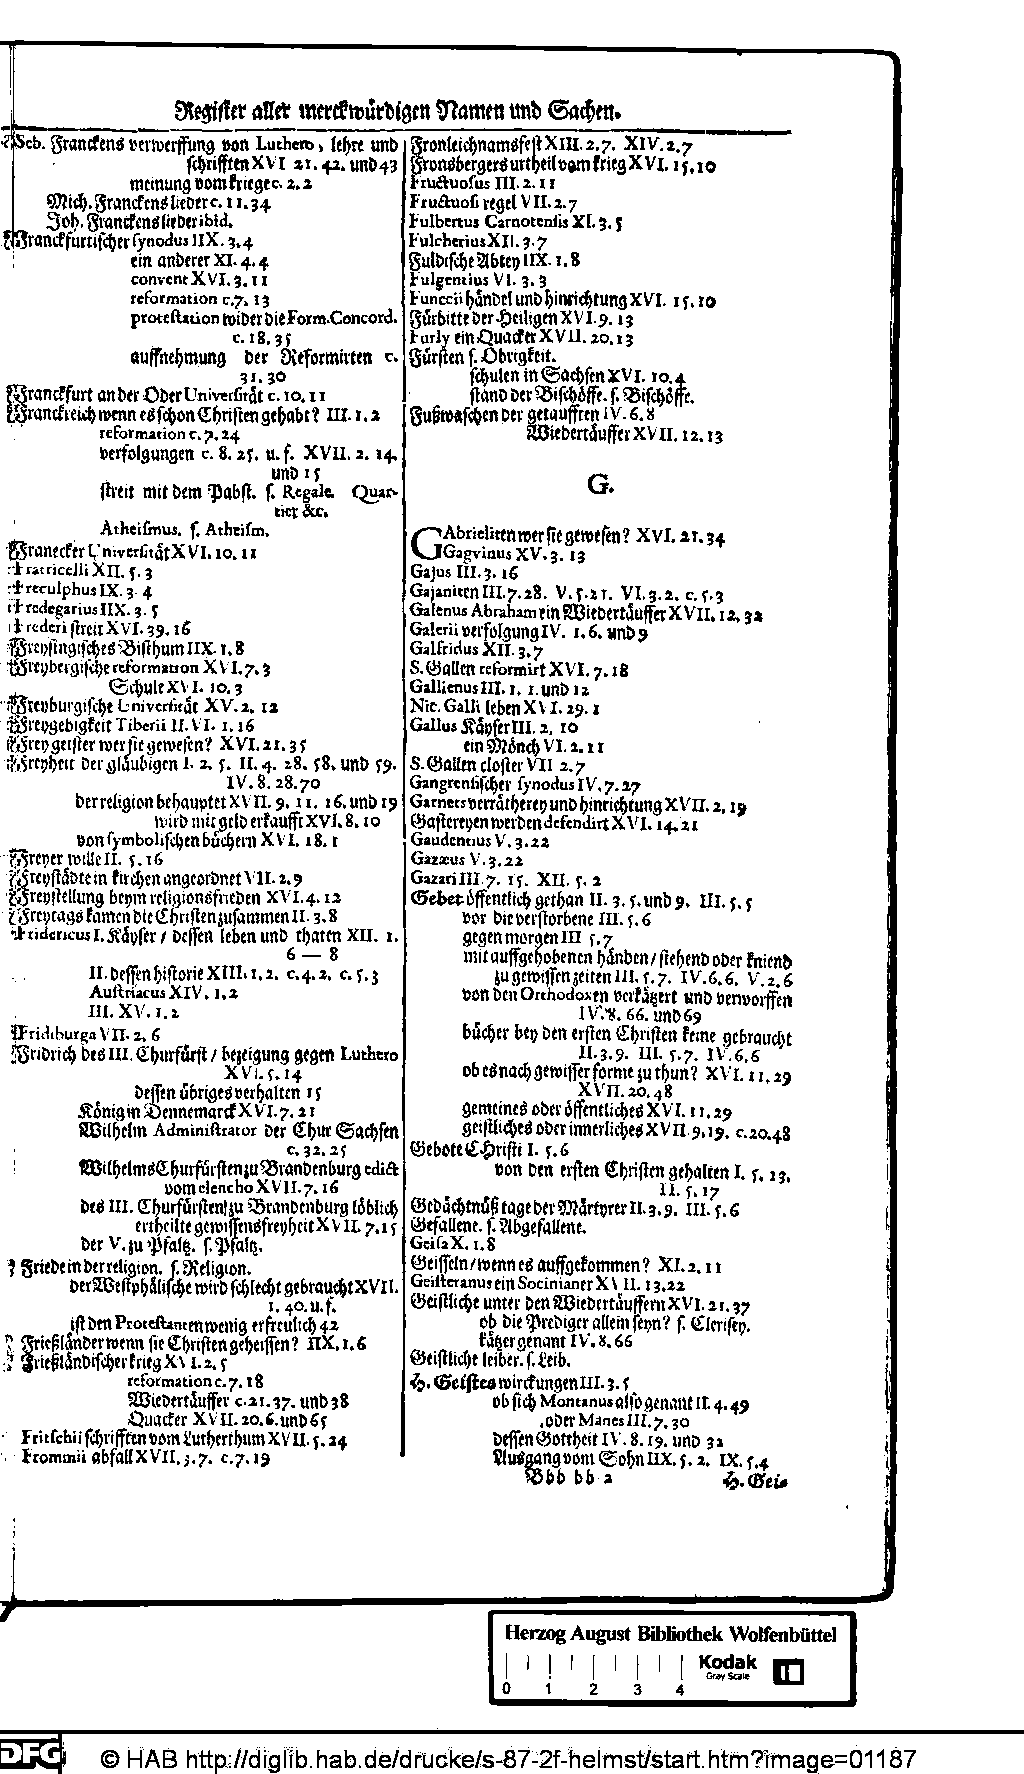 Register aller merckwürdigen Namen und Sachen.
Seb. Franckens verwerffung von Luthero, lehre und
schrifften XVI 21. 42. und 43
meinung vom kriege c. 2. 2
Mich. Franckens lieder c. 11. 34
Joh. Franckens lieder ibid.
Franckfurtischer synodus IIX. 3. 4
ein anderer XI. 4. 4
convent XVI. 3. 11
reformation c. 7. 13
protestation wider die Form. Concord.
c. 18. 35
auffnehmung der Reformirten c.
31. 30
Franckfurt an der Oder Universität c. 10. 11
Franckreich wenn es schon Christen gehabt? III. 1. 2
reformation c. 7. 24
verfolgungen c. 8. 25. u. f. XVII. 2. 14.
und 15
streit mit dem Pabst. s. Regale. Quar-
tier &c.
Atheismus. s. Atheism.
Franecker Universität XVI. 10. 11
Fratricelli XII. 5. 3
Freculphus IX. 3. 4
Fredegarius IIX. 3. 5
Frederi streit XVI. 39. 16
Freysingisches Bisthum IIX. 1. 8
Freybergische reformation XVI. 7. 3
Schule XVI. 10. 3
Freyburgische Universität XV. 2. 12
Freygebigkeit Tiberii II. VI. 1. 16
Freygeister wer sie gewesen? XVI. 21. 35
Freyheit der gläubigen I. 2. 5. II. 4. 28. 58. und 59.
IV. 8. 28. 70
der religion behauptet XVII. 9. 11. 16. und 19
wird mit geld erkaufft XVI. 8. 10
von symbolischen büchern XVI. 18. 1
Freyer wille II. 5. 16
Freystädte in kirchen angeordnet VII. 2. 9
Freystellung beym religionsfrieden XVI. 4. 12
Freytags kamen die Christen zusammen II. 3. 8
Fridericus I. Käyser / dessen leben und thaten XII. 1.
6 — 8
II. dessen historie XIII. 1. 2. c. 4. 2. c. 5. 3
Austriacus XIV. 1. 2
III. XV. 1. 2
Frideburga VII. 2. 6
Fridrich des III. Churfürst / bezeigung gegen Luthero
XVI. 5. 14
dessen übriges verhalten 15
König in Dennemarck XVI. 7. 21
Wilhelm Administrator der Chur Sachsen
c. 32. 25
Wilhelms Churfürsten zu Brandenburg edict
vom elencho XVII. 7. 16
des III. Churfürsten zu Brandenburg löblich
ertheilte gewissensfreyheit XVII. 7. 15
der V. zu Pfaltz. s. Pfaltz.
Friede in der religion. s. Religion.
der Westphälische wird schlecht gebraucht XVII.
1. 40. u. f.
ist den Protestanten wenig erfreulich 42
Frießländer wenn sie Christen geheissen? IIX. 1. 6
Frießländischer krieg XVI. 2. 5
reformation c. 7. 18
Wiedertäuffer c. 21. 37. und 38
Quacker XVII. 20. 6. und 65
Fritschii schrifften vom Lutherthum XVII. 5. 24
Frommii abfall XVII. 3. 7. c. 7. 19
Fronleichnamsfest XIII. 2. 7. XIV. 2. 7
Fronsbergers urtheil vom krieg XVI. 15. 10
Fructuosus III. 2. 11
Fructuosi regel VII. 2. 7
Fulbertus Carnotensis XI. 3. 5
Fulcherius XII. 3. 7
Fuldische Abtey IIX. 1. 8
Fulgentius VI. 3. 3
Funccii händel und hinrichtung XVI. 15. 10
Fürbitte der Heiligen XVI. 9. 13
Furly ein Quacker XVII. 20. 13
Fürsten s. Obrigkeit.
schulen in Sachsen XVI. 10. 4
stand der Bischöffe. s. Bischöffe.
Fußwaschen der getaufften IV. 6. 8
Wiedertäuffer XVII. 12. 13
G.
GAbrieliten wer sie gewesen? XVI. 21. 34
Gagvinus XV. 3. 13
Gajus III. 3. 16
Gajaniten III. 7. 28. V. 5. 21. VI. 3. 2. c. 5. 3
Galenus Abraham ein Wiedertäuffer XVII. 12. 32
Galerii verfolgung IV. 1. 6. und 9
Galfridus XII. 3. 7
S. Gallen reformirt XVI. 7. 18
Gallienus III. 1. 1. und 12
Nic. Galli leben XVI. 29. 1
Gallus Käyser III. 2. 10
ein Mönch VI. 2. 11
S. Gallen closter VII 2. 7
Gangrensischer synodus IV. 7. 27
Garnets verrätherey und hinrichtung XVII. 2. 19
Gastereyen werden defendirt XVI. 14. 21
Gaudentius V. 3. 22
Gazæus V. 3. 22
Gazari III. 7. 15. XII. 5. 2
Gebet öffentlich gethan II. 3. 5. und 9. III. 5. 5
vor die verstorbene III. 5. 6
gegen morgen III 5. 7
mit auffgehobenen händen / stehend oder kniend
zu gewissen zeiten III. 5. 7. IV. 6. 6. V. 2. 6
von den Orthodoxen verkätzert und verworffen
IV. 8. 66. und 69
bücher bey den ersten Christen keine gebraucht
II. 3. 9. III. 5. 7. IV. 6. 6
ob es nach gewisser forme zu thun? XVI. 11. 29
XVII. 20. 48
gemeines oder öffentliches XVI. 11. 29
geistliches oder innerliches XVII. 9. 19. c. 20. 48
Gebote CHristi I. 5. 6
von den ersten Christen gehalten I. 5. 13.
II. 5. 17
Gedächtnüß tage der Märtyrer II. 3. 9. III. 5. 6
Gefallene. s. Abgefallene.
Geisa X. 1. 8
Geisseln / wenn es auffgekommen? XI. 2. 11
Geisteranus ein Socinianer XVII. 13. 22
Geistliche unter den Wiedertäuffern XVI. 21. 37
ob die Prediger allein seyn? s. Clerisey.
kätzer genant IV. 8. 66
Geistliche leiber. s. Leib.
H. Geistes wirckungen III. 3. 5
ob sich Montanus also genant II. 4. 49
oder Manes III. 7. 30
dessen Gottheit IV. 8. 19. und 32
Ausgang vom Sohn IIX. 5. 2. IX. 5. 4
Bbb bb 2
H. Gei-
Herzog August Bibliothek Wolfenbüttel
Kodak
Gray Scale
0 1 2 3 4
DFG
© HAB http://diglib.hab.de/drucke/s-87-2f-helmst/start.htm?image=01187